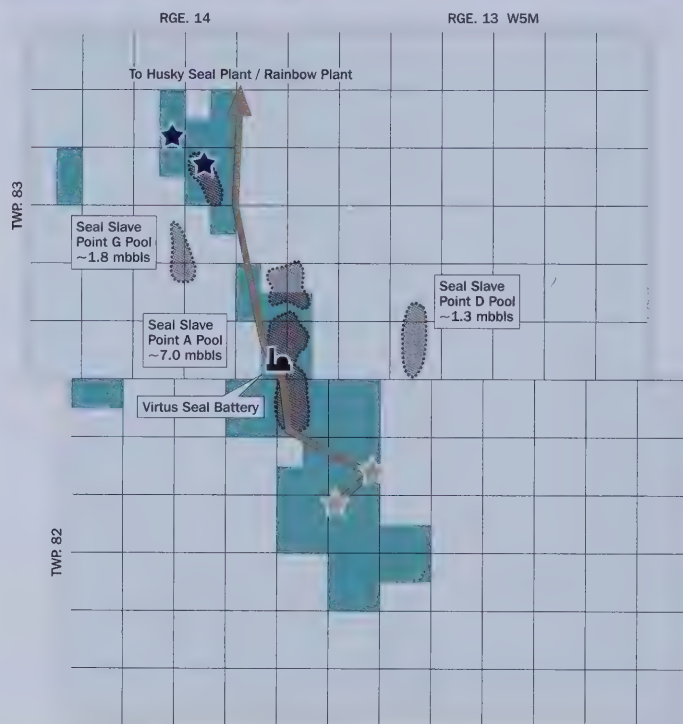 RGE. 14
RGE. 13 W5M
To Husky Seal Plant / Rainbow Plant
TWP. 83
Seal Slave
Point G Pool
~1.8 mbbls
Seal Slave
Point D Pool
~1.3 mbbls
Seal Slave
Point A Pool
~7.0 mbbls
Virtus Seal Battery
TWP. 82